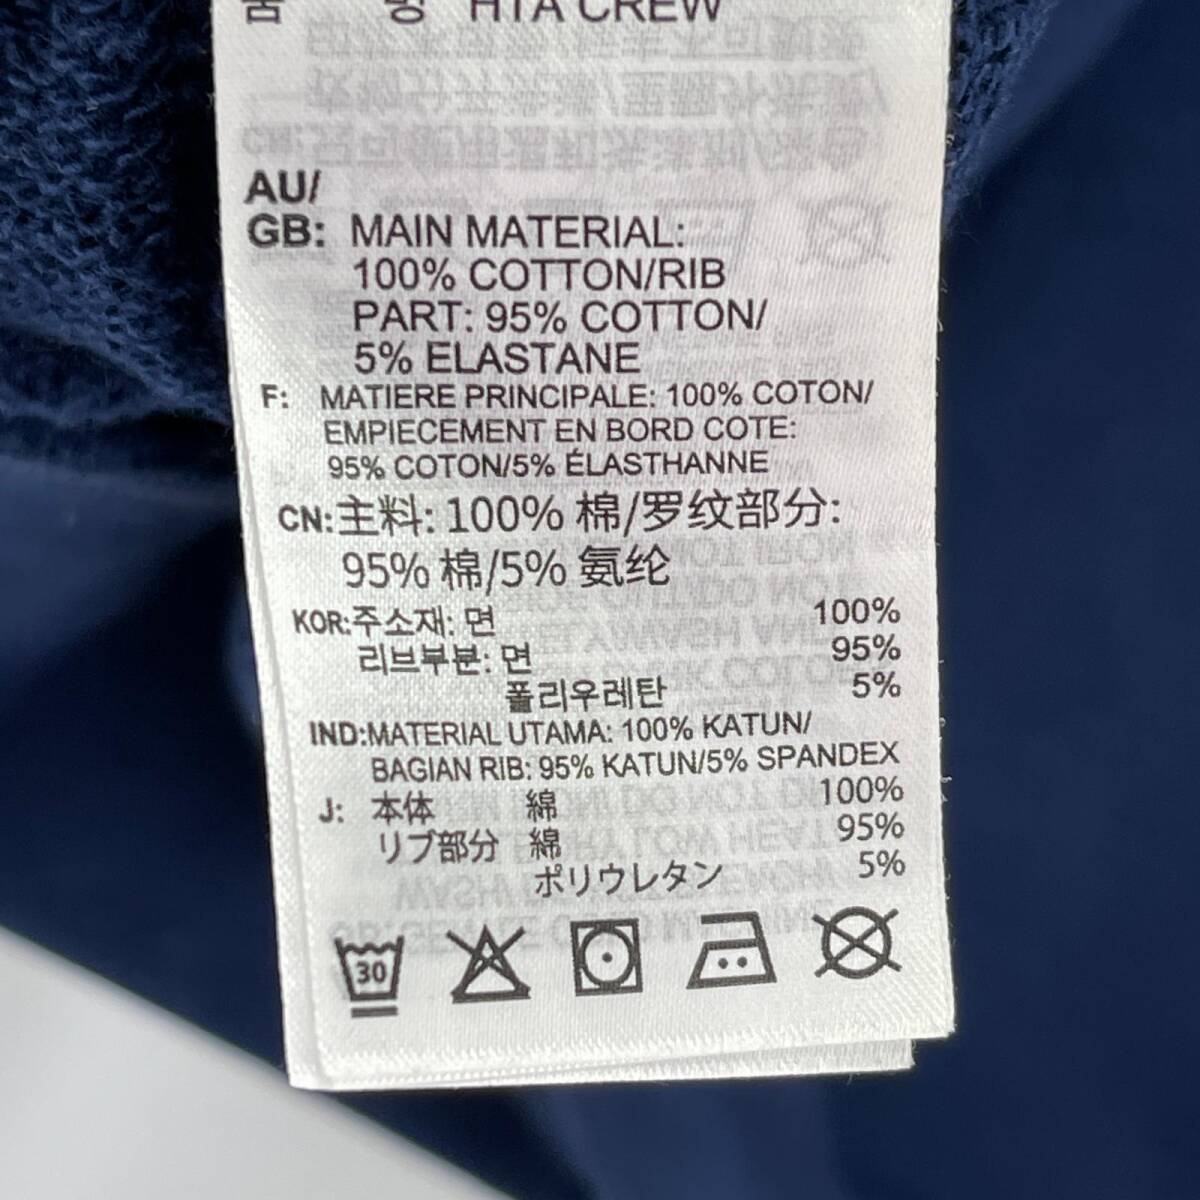 품 명 HTA CREW
AU/
GB: MAIN MATERIAL:
100% COTTON/RIB
PART: 95% COTTON/
5% ELASTANE
F: MATIERE PRINCIPALE: 100% COTON/
EMPIECEMENT EN BORD COTE:
95% COTON/5% ÉLASTHANNE
CN:主料: 100% 棉/罗纹部分:
95% 棉/5% 氨纶
KOR:주소재: 면 100%
리브부분: 면 95%
폴리우레탄 5%
IND:MATERIAL UTAMA: 100% KATUN/
BAGIAN RIB: 95% KATUN/5% SPANDEX
J: 本体 綿 100%
リブ部分 綿 95%
ポリウレタン 5%
30